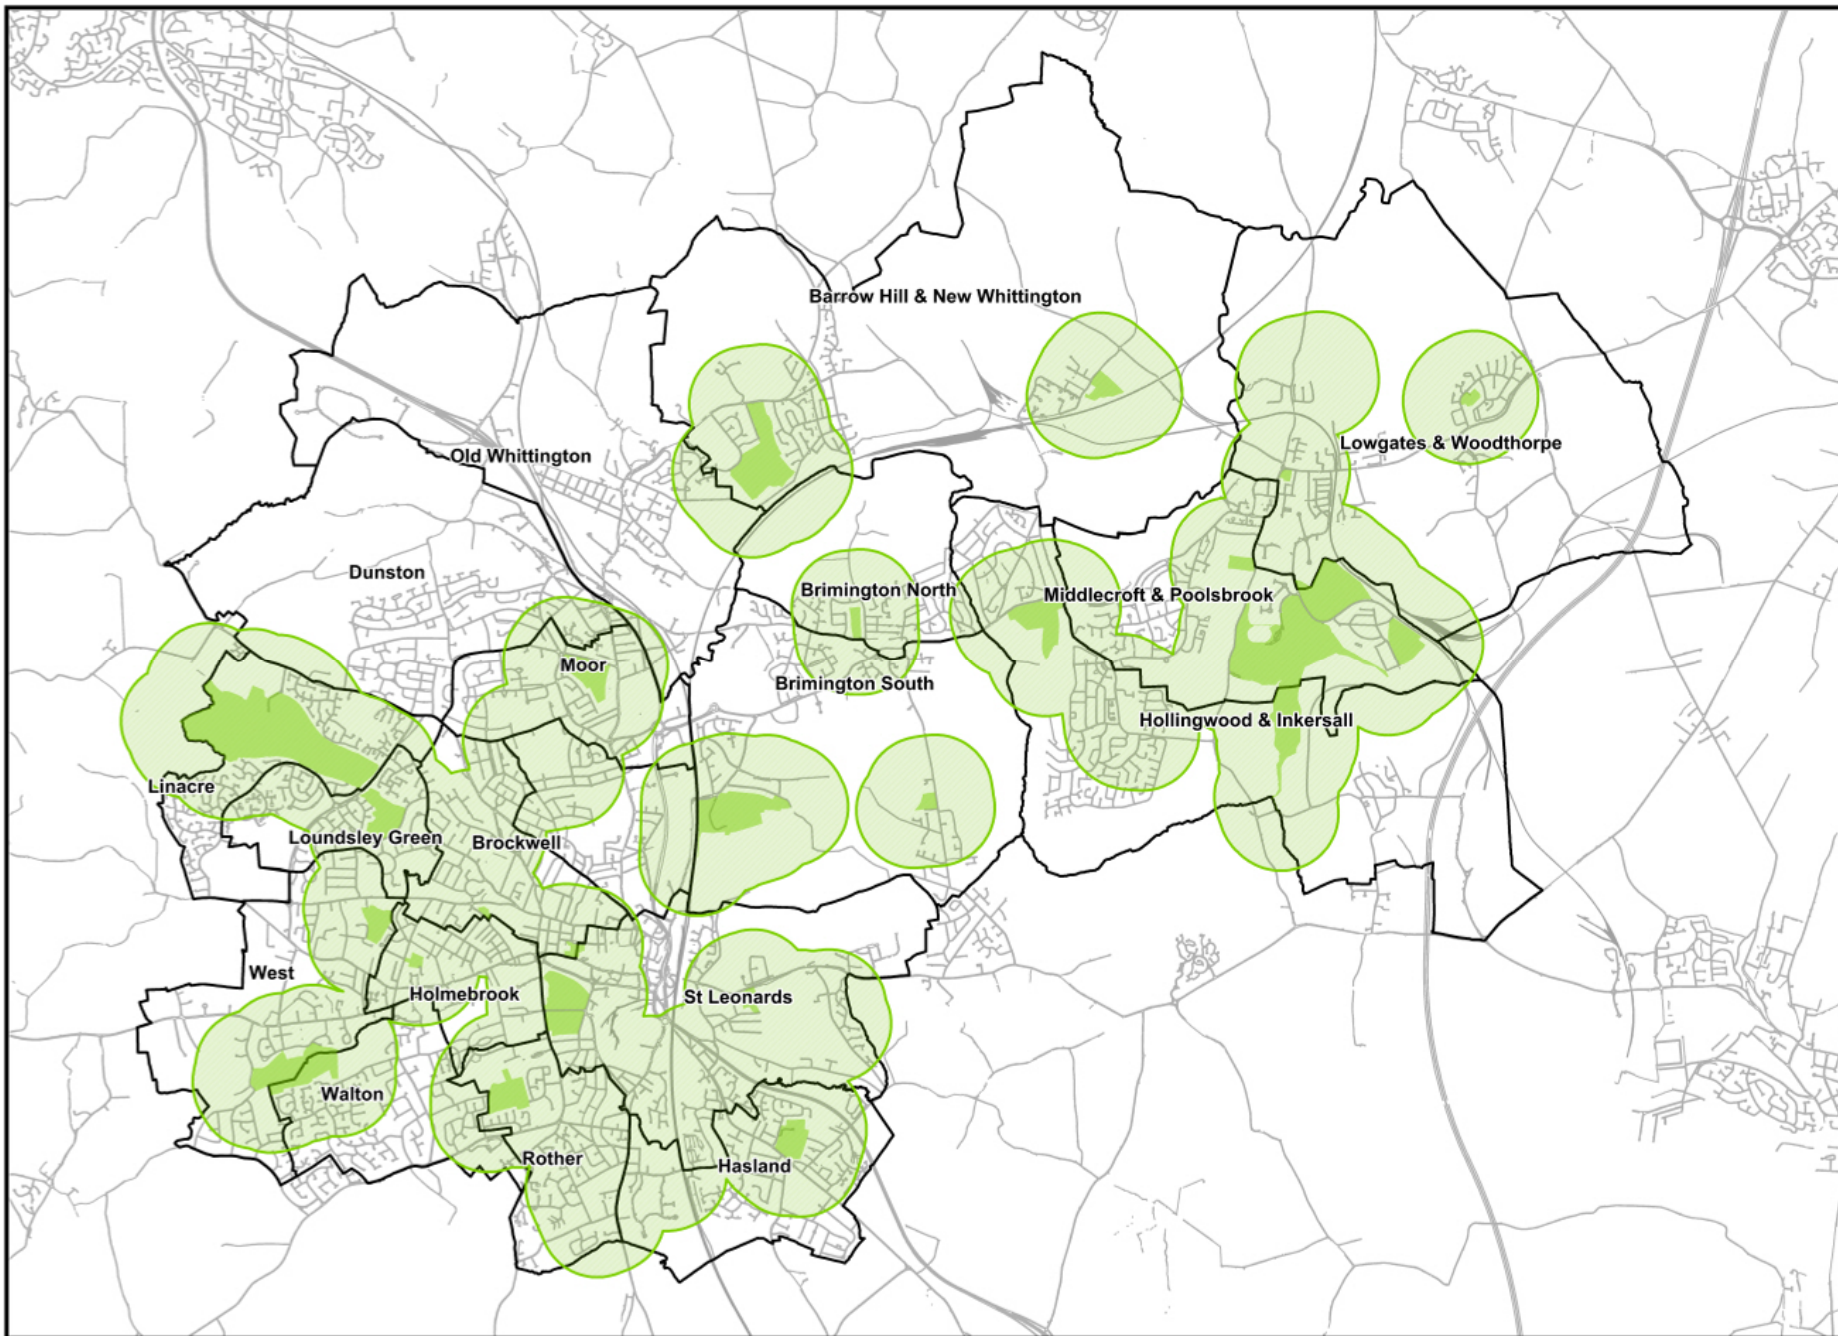 Barrow Hill & New Whittington
Lowgates & Woodthorpe
Old Whittington
Dunston
Brimington North
Middlecroft & Poolsbrook
Moor
Brimington South
Hollingwood & Inkersall
Linacre
Loundsley Green
Brockwell
West
Holmebrook
St Leonards
Walton
Rother
Hasland